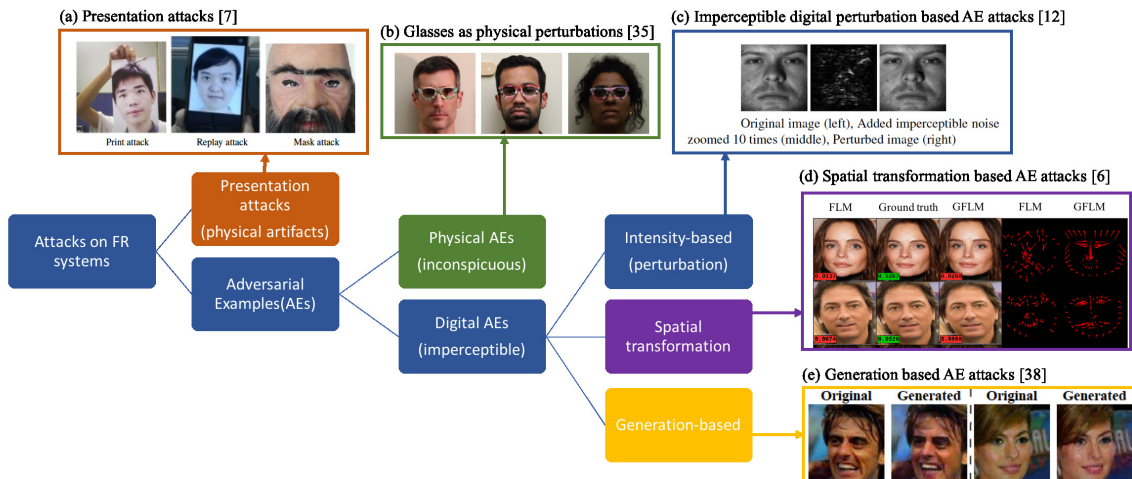 (a) Presentation attacks [7]
Print attack
Replay attack
Mask attack
(b) Glasses as physical perturbations [35]
(c) Imperceptible digital perturbation based AE attacks [12]
Original image (left), Added imperceptible noise
zoomed 10 times (middle), Perturbed image (right)
Attacks on FR
systems
Presentation
attacks
(physical artifacts)
Adversarial
Examples(AEs)
Physical AEs
(inconspicuous)
Digital AEs
(imperceptible)
Intensity-based
(perturbation)
Spatial
transformation
Generation-based
(d) Spatial transformation based AE attacks [6]
FLM Ground truth GFLM FLM GFLM
(e) Generation based AE attacks [38]
Original Generated Original Generated